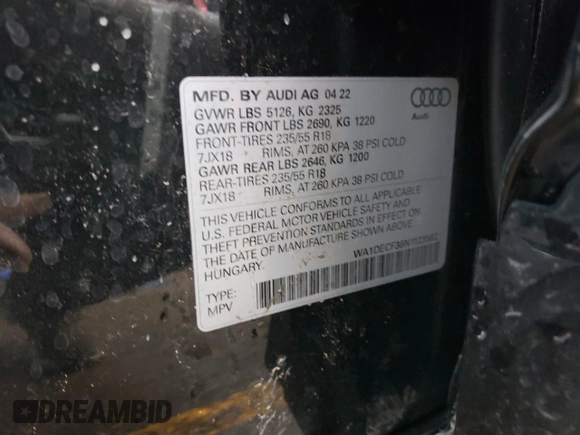 MFD. BY AUDI AG 04 22
GVWR LBS 5126, KG 2325
GAWR FRONT LBS 2690, KG 1220
FRONT-TIRES 235/55 R18
7JX18 RIMS, AT 260 KPA 38 PSI COLD
GAWR REAR LBS 2646, KG 1200
REAR-TIRES 235/55 R18
7JX18 RIMS, AT 260 KPA 38 PSI COLD
THIS VEHICLE CONFORMS TO ALL APPLICABLE
U.S. FEDERAL MOTOR VEHICLE SAFETY AND
THEFT PREVENTION STANDARDS IN EFFECT ON
THE DATE OF MANUFACTURE SHOWN ABOVE.
HUNGARY.
TYPE:
MPV
Audi
DREAMBID